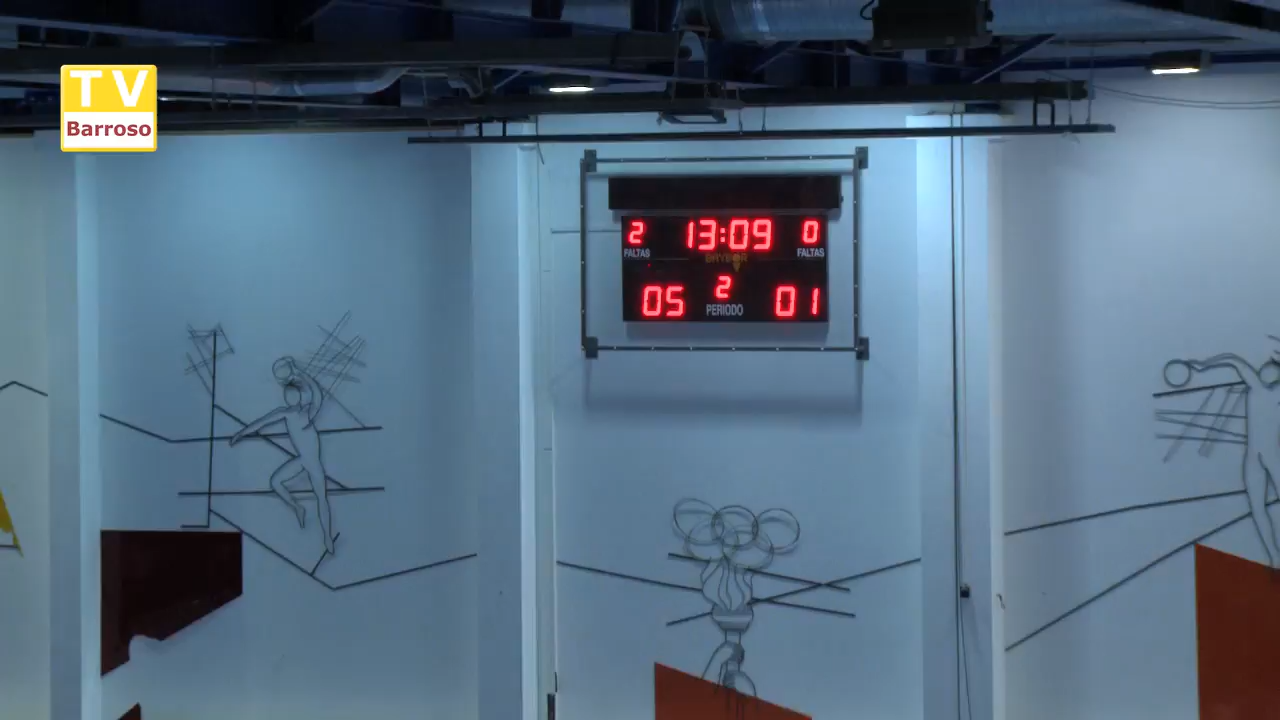 TV
Barroso
2 13:09 0
FALTAS FALTAS
2
05 01
PERIODO